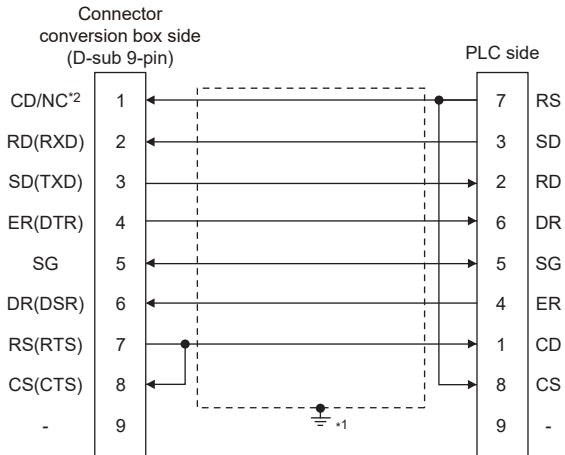 Connector
conversion box side
(D-sub 9-pin)
PLC side
CD/NC*2 1 7 RS
RD(RXD) 2 3 SD
SD(TXD) 3 2 RD
ER(DTR) 4 6 DR
SG 5 5 SG
DR(DSR) 6 4 ER
RS(RTS) 7 1 CD
CS(CTS) 8 8 CS
- 9 9 -
*1